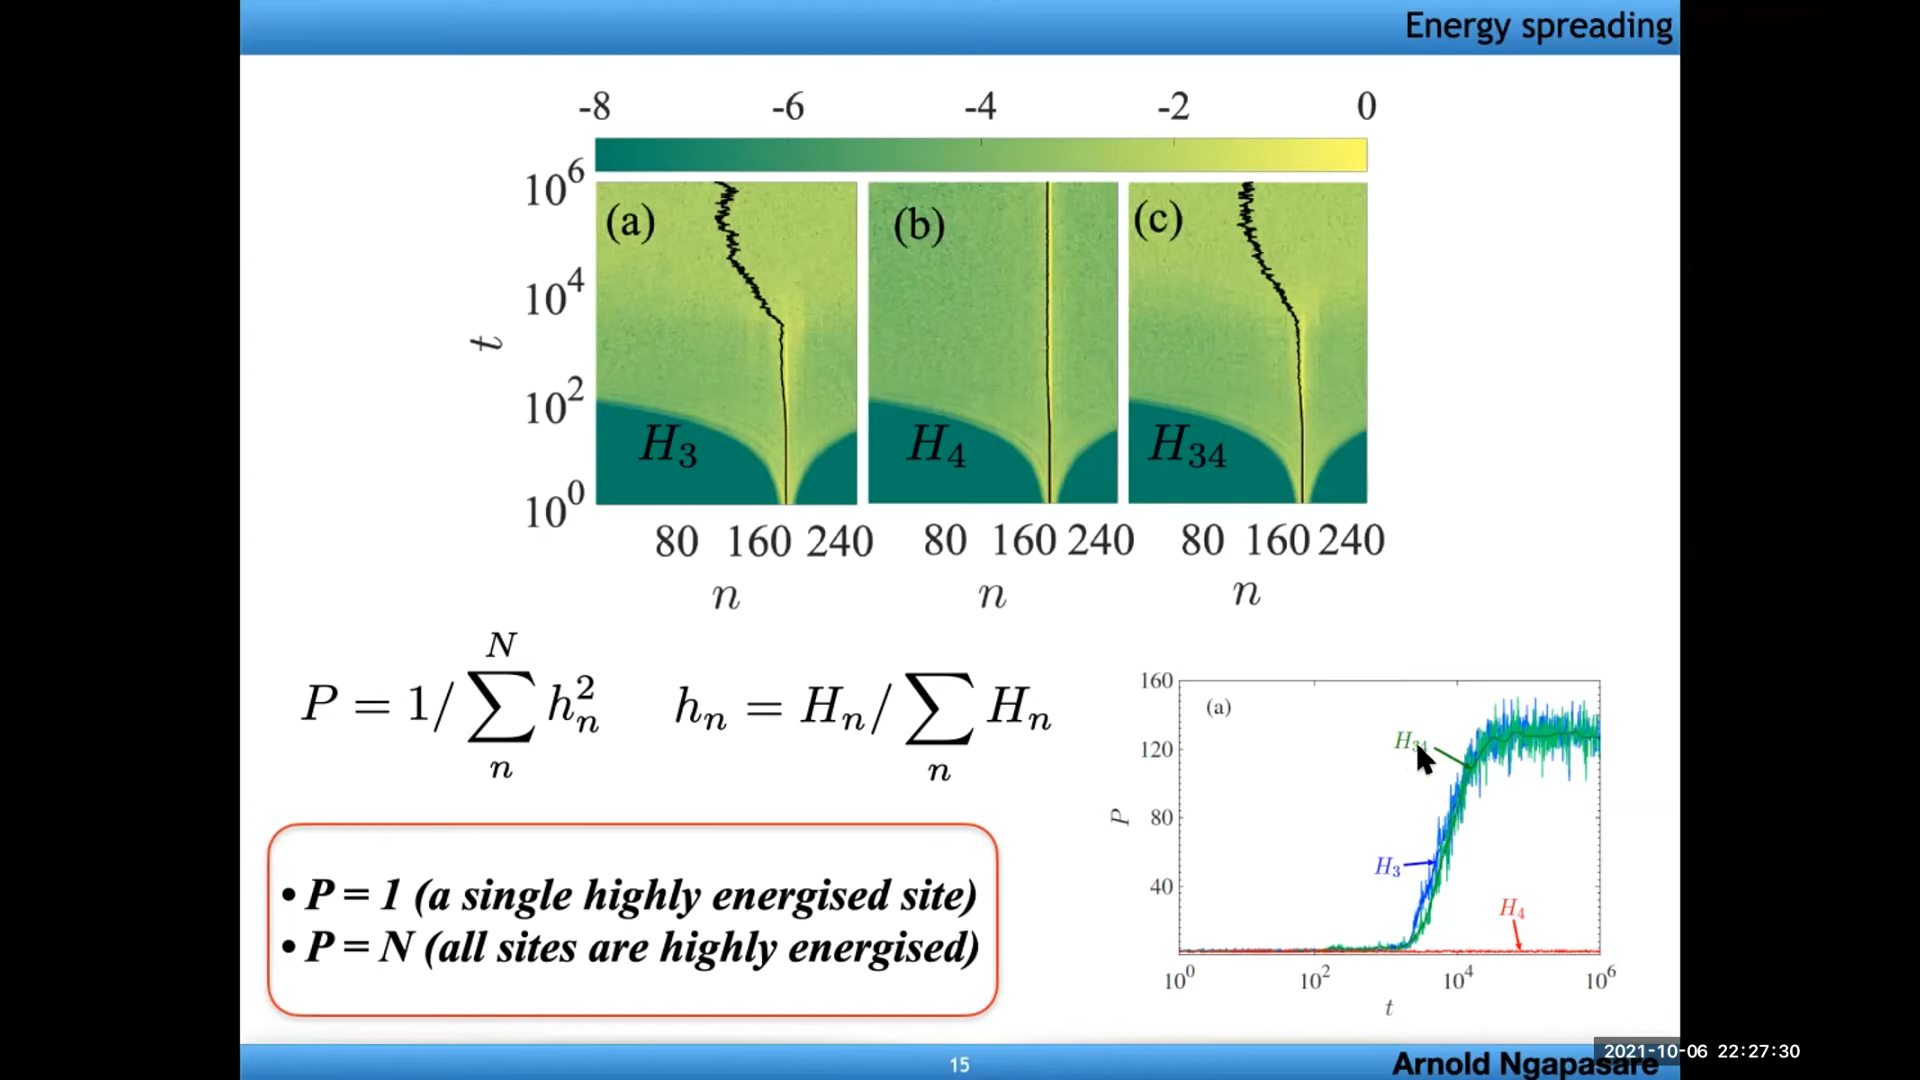 Energy spreading
-8 -6 -4 -2 0
10^6
10^4
10^2
10^0
t
(a) (b) (c)
H_3 H_4 H_34
80 160 240 80 160 240 80 160 240
n n n
P = 1/ \sum_n^N h_n^2 h_n = H_n/ \sum_n H_n
• P = 1 (a single highly energised site)
• P = N (all sites are highly energised)
160
120
80
40
P
(a)
H_3
H_4
10^0 10^2 10^4 10^6
t
15
Arnold Ngapasare
2021-10-06 22:27:30